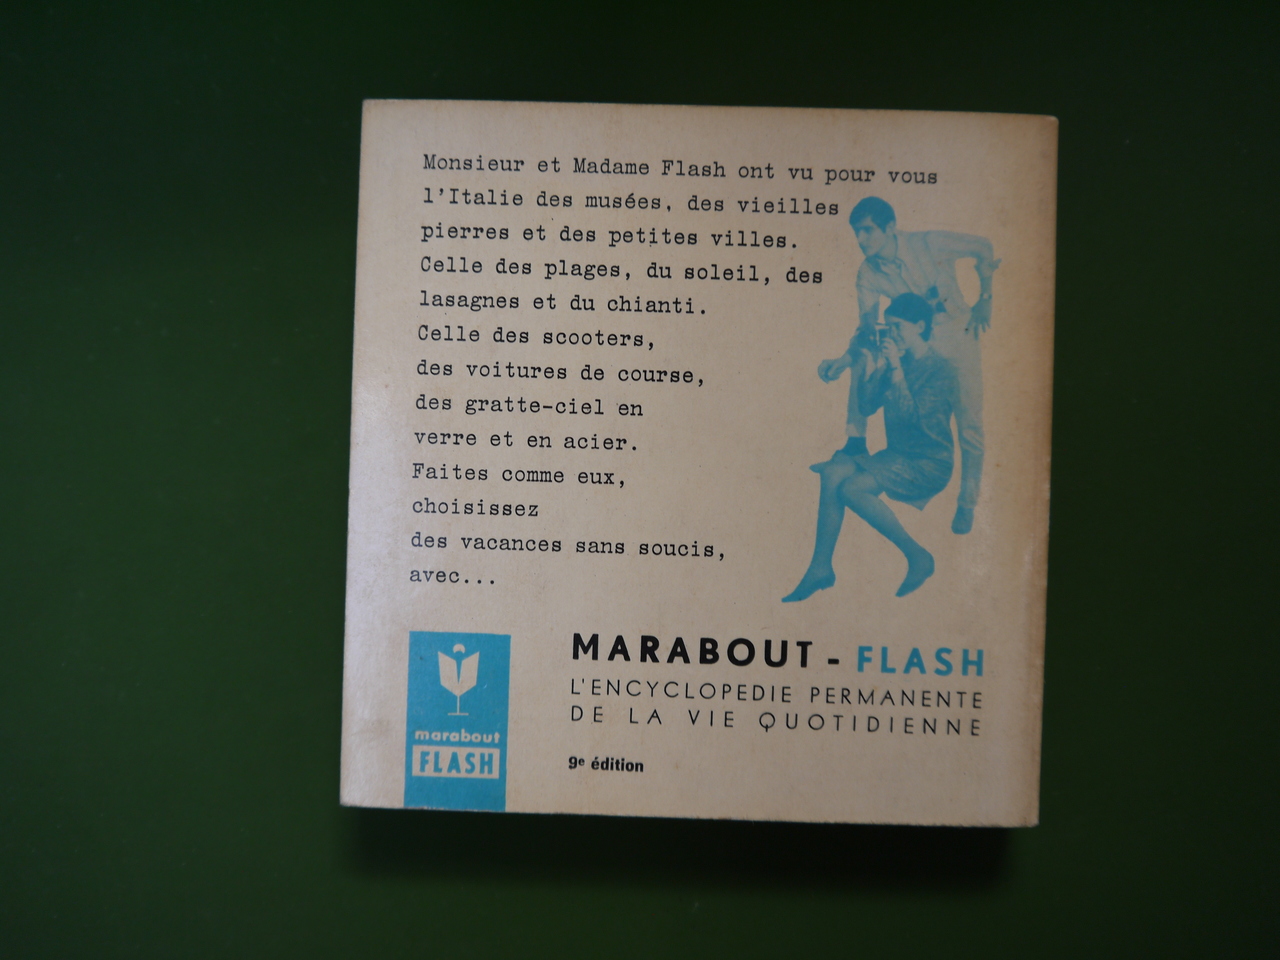 Monsieur et Madame Flash ont vu pour vous
l'Italie des musées, des vieilles
pierres et des petites villes.
Celle des plages, du soleil, des
lasagnes et du chianti.
Celle des scooters,
des voitures de course,
des gratte-ciel en
verre et en acier.
Faites comme eux,
choisissez
des vacances sans soucis,
avec...
MARABOUT - FLASH
L'ENCYCLOPEDIE PERMANENTE
DE LA VIE QUOTIDIENNE
9e édition
marabout
FLASH